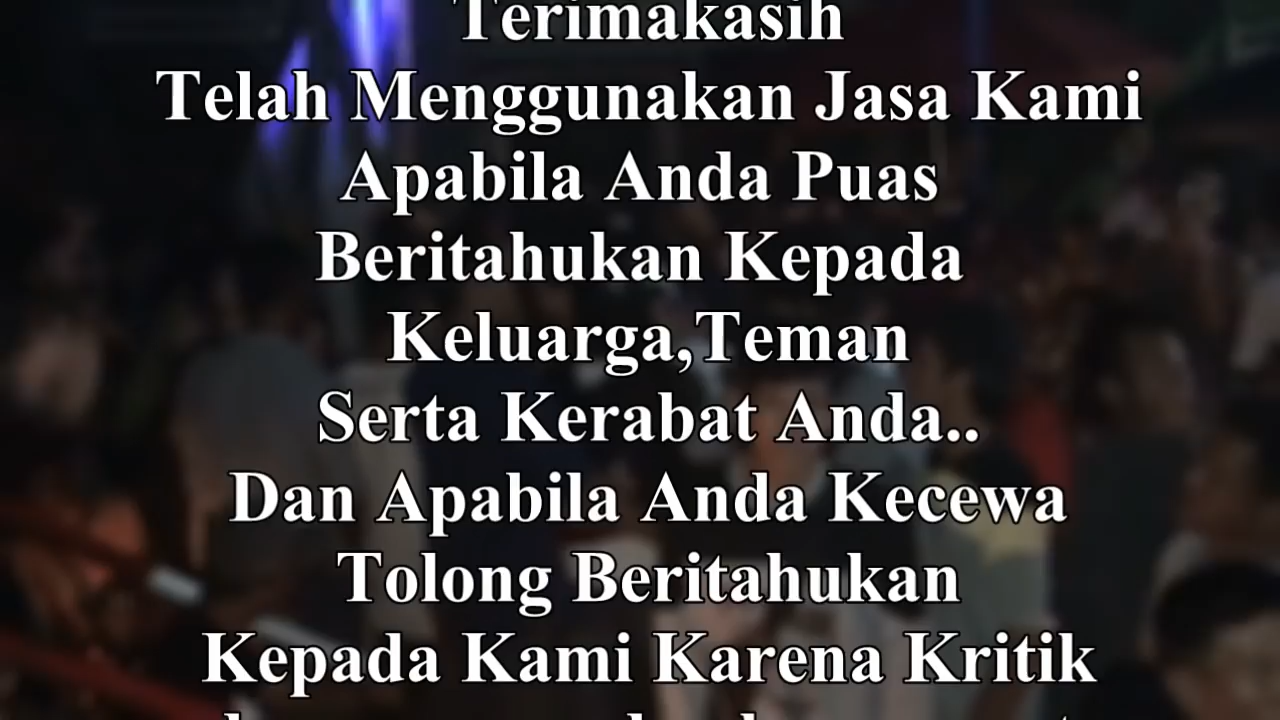 Terimakasih
Telah Menggunakan Jasa Kami
Apabila Anda Puas
Beritahukan Kepada
Keluarga,Teman
Serta Kerabat Anda..
Dan Apabila Anda Kecewa
Tolong Beritahukan
Kepada Kami Karena Kritik